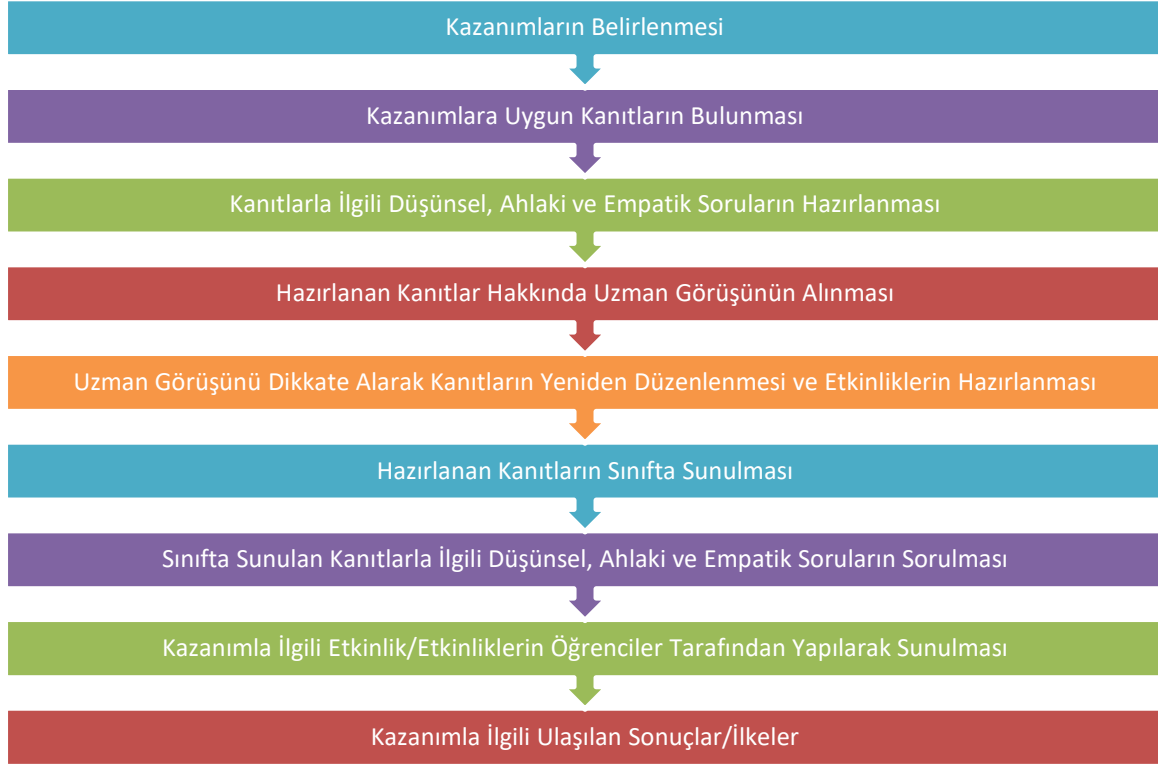 Kazanımların Belirlenmesi
Kazanımlara Uygun Kanıtların Bulunması
Kanıtlarla İlgili Düşünsel, Ahlaki ve Empatik Soruların Hazırlanması
Hazırlanan Kanıtlar Hakkında Uzman Görüşünün Alınması
Uzman Görüşünü Dikkate Alarak Kanıtların Yeniden Düzenlenmesi ve Etkinliklerin Hazırlanması
Hazırlanan Kanıtların Sınıfta Sunulması
Sınıfta Sunulan Kanıtlarla İlgili Düşünsel, Ahlaki ve Empatik Soruların Sorulması
Kazanımla İlgili Etkinlik/Etkinliklerin Öğrenciler Tarafından Yapılarak Sunulması
Kazanımla İlgili Ulaşılan Sonuçlar/İlkeler